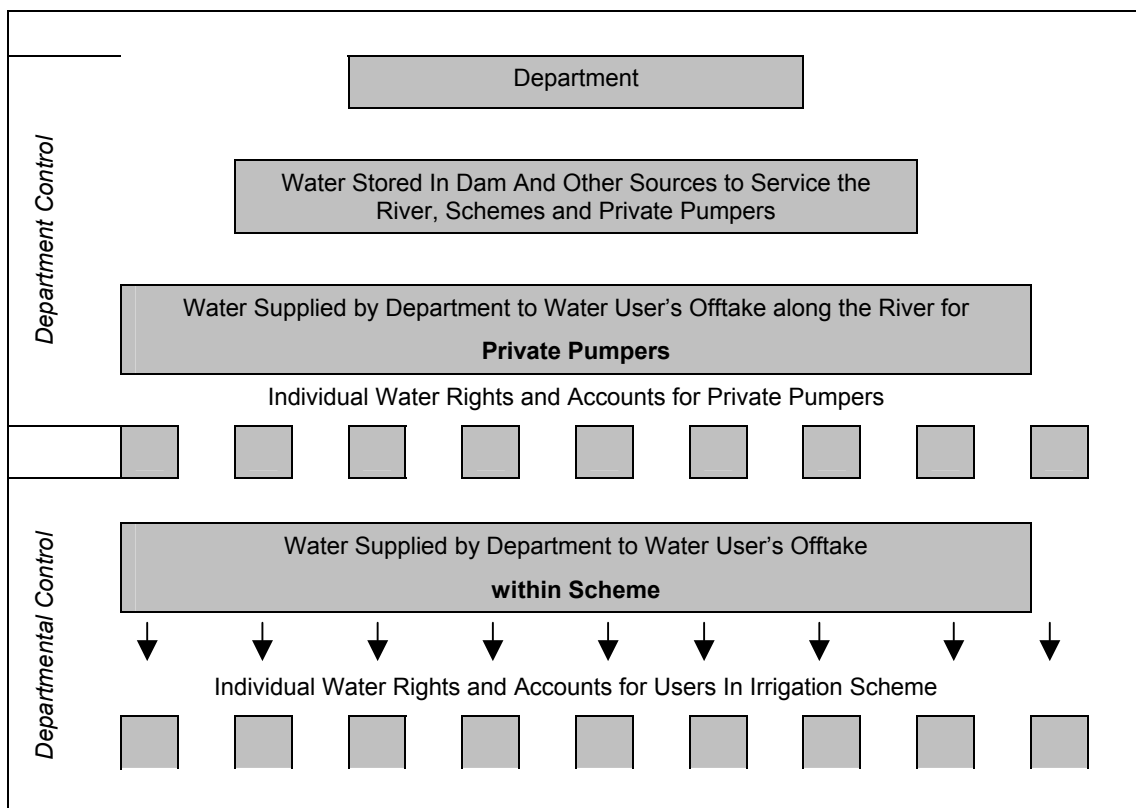 Department
Department Control
Water Stored In Dam And Other Sources to Service the
River, Schemes and Private Pumpers
Water Supplied by Department to Water User's Offtake along the River for
Private Pumpers
Individual Water Rights and Accounts for Private Pumpers
Departmental Control
Water Supplied by Department to Water User's Offtake
within Scheme
Individual Water Rights and Accounts for Users In Irrigation Scheme